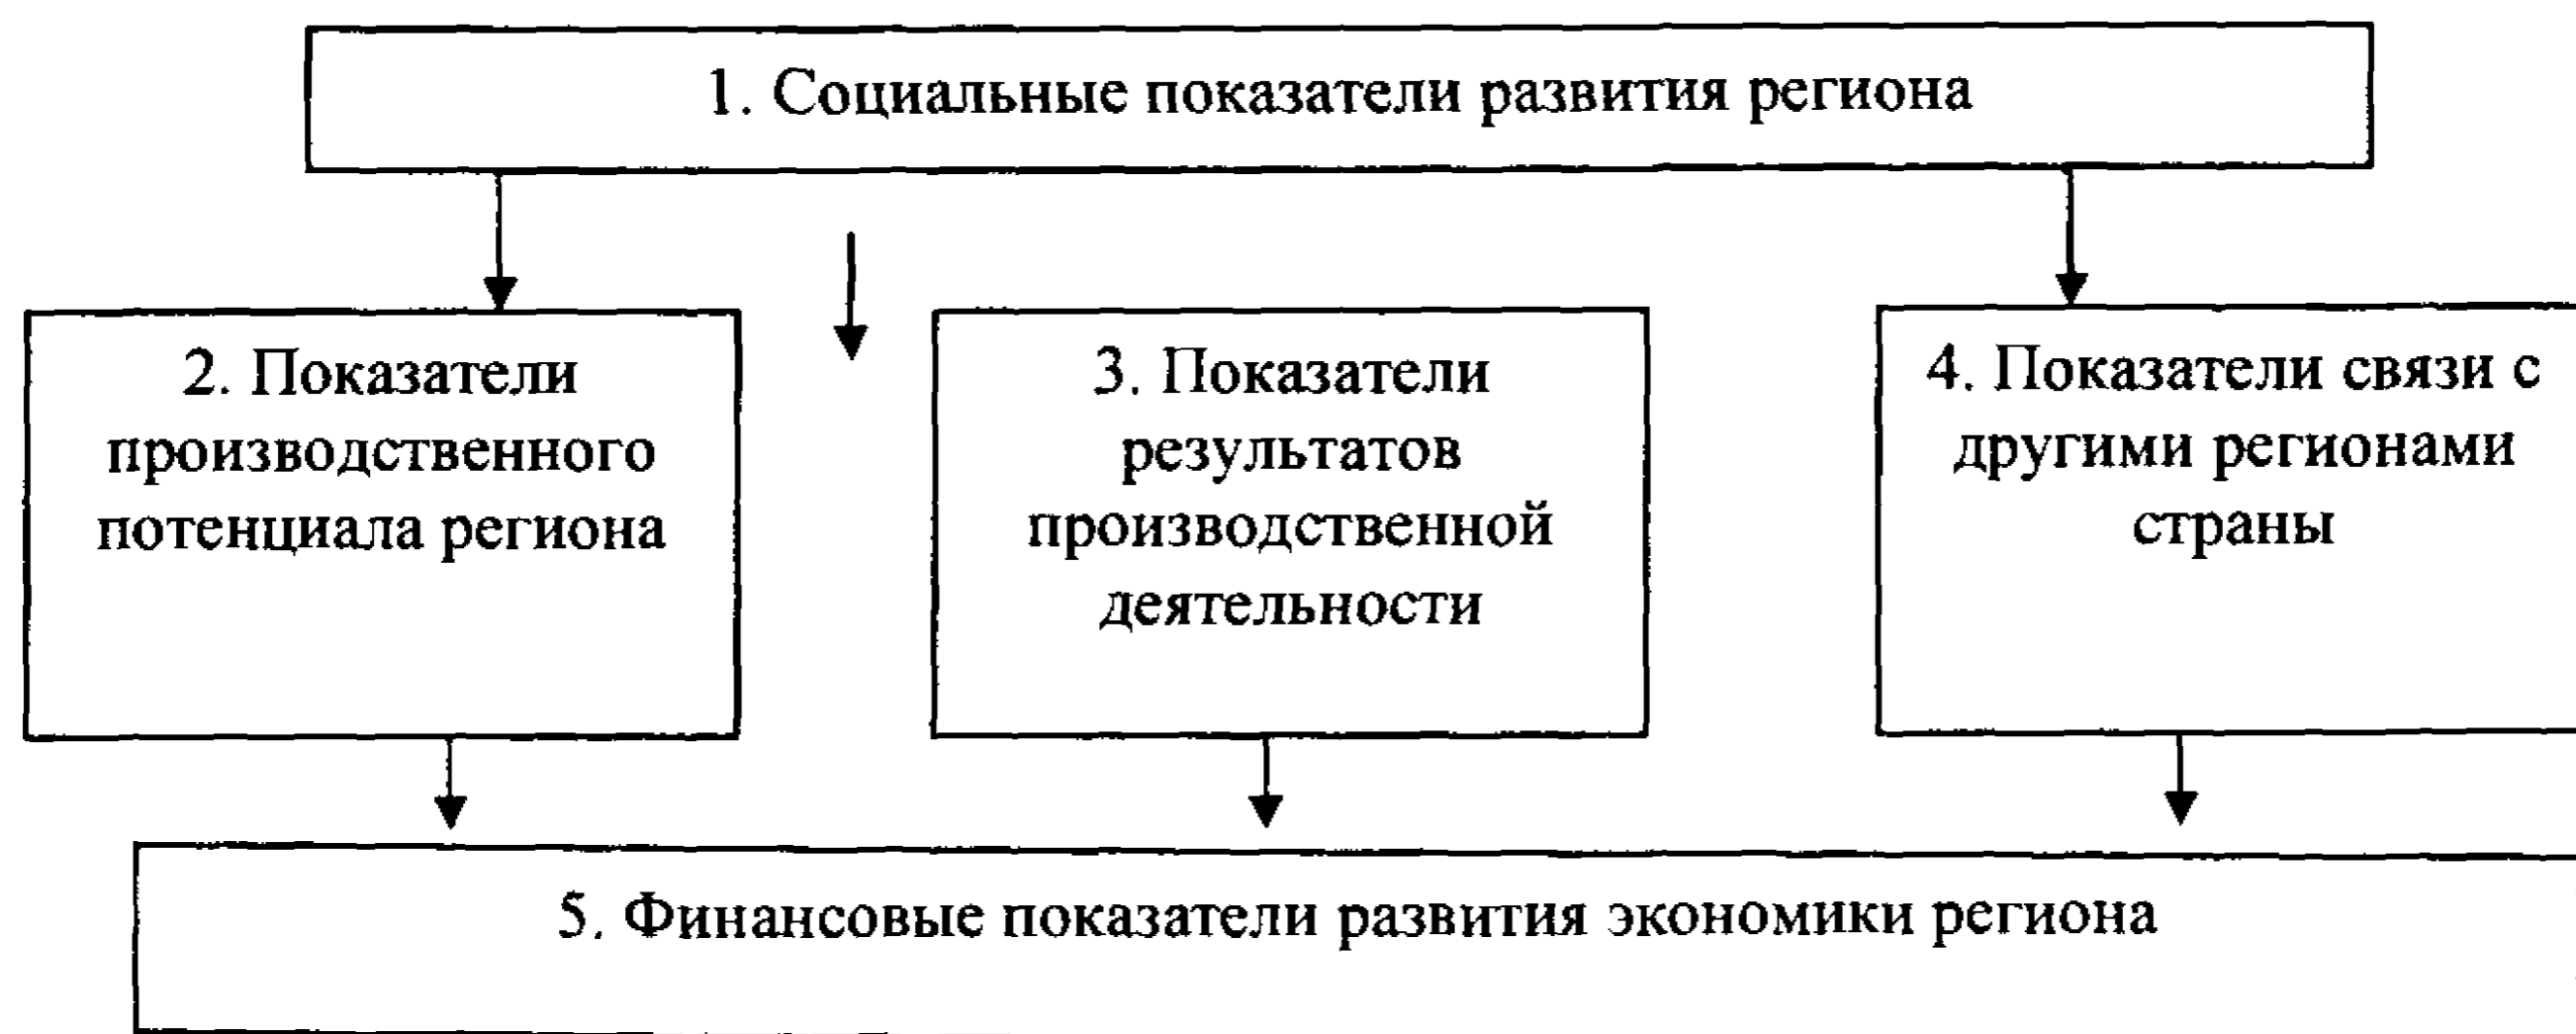 1. Социальные показатели развития региона
2. Показатели
производственного
потенциала региона
3. Показатели
результатов
производственной
деятельности
4. Показатели связи с
другими регионами
страны
5. Финансовые показатели развития экономики региона